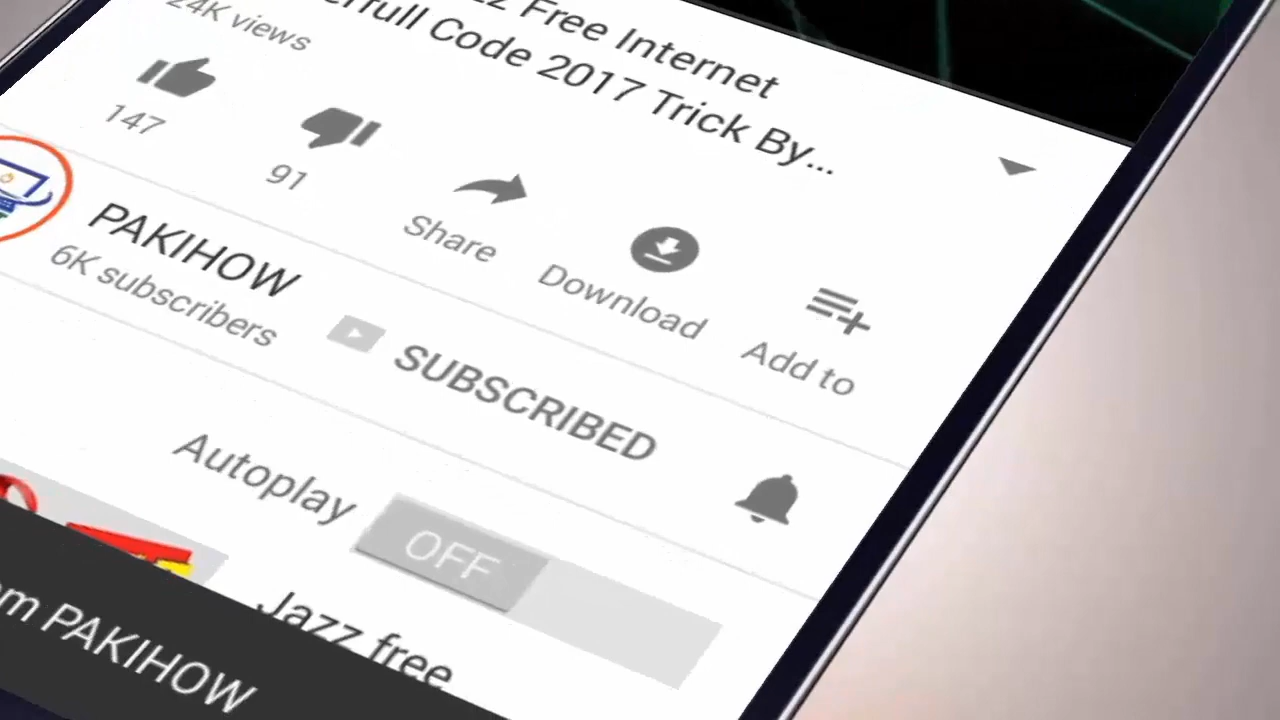 Free Internet
Code 2017 Trick By...
24K views
147
91
Share
Download
Add to
PAKIHOW
6K subscribers
SUBSCRIBED
Autoplay
OFF
Jazz free
PAKIHOW